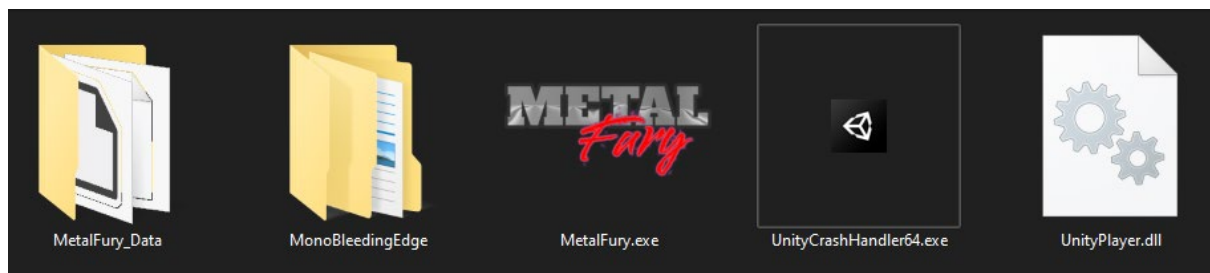 METAL
Fury
MetalFury_Data
MonoBleedingEdge
MetalFury.exe
UnityCrashHandler64.exe
UnityPlayer.dll